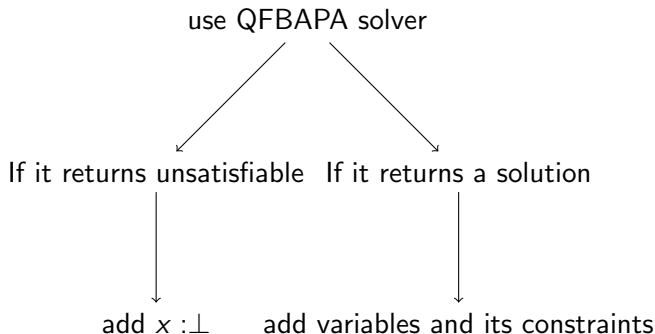 use QFBAPA solver
If it returns unsatisfiable
If it returns a solution
add x :⊥
add variables and its constraints